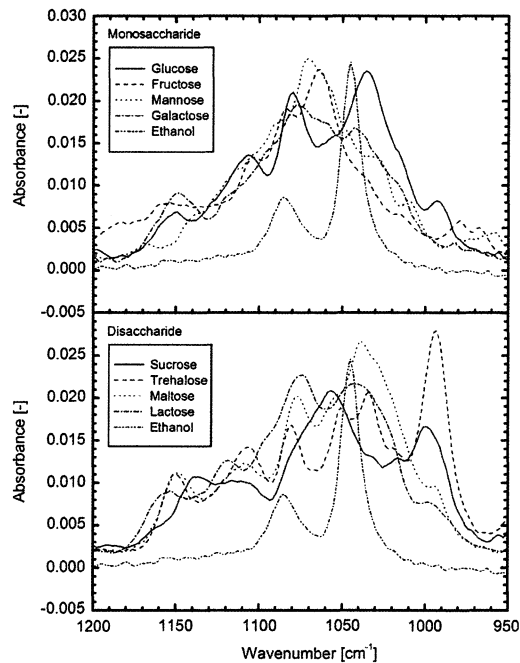 0.030
Monosaccharide
0.025
Glucose
Fructose
0.020
Mannose
Galactose
0.015
Ethanol
0.010
0.005
0.000
-0.005
Absorbance [-]
Disaccharide
0.025
Sucrose
Trehalose
0.020
Maltose
Lactose
0.015
Ethanol
0.010
0.005
0.000
-0.005
Absorbance [-]
1200 1150 1100 1050 1000 950
Wavenumber [cm⁻¹]